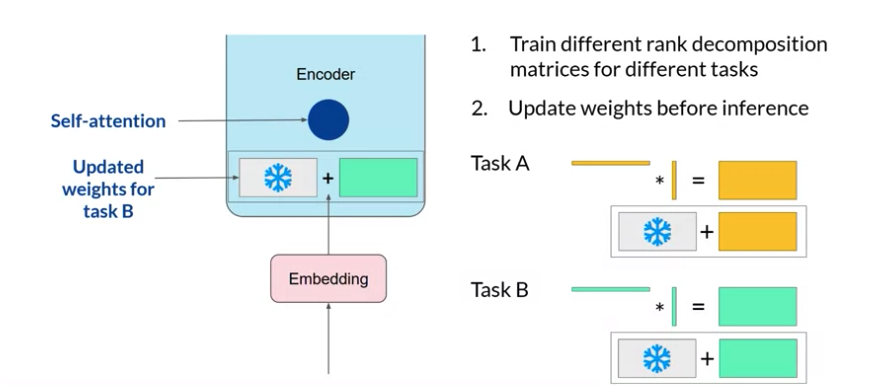 Encoder
Self-attention
Updated
weights for
task B
+
Embedding
1. Train different rank decomposition
matrices for different tasks
2. Update weights before inference
Task A
* =
+
Task B
* =
+